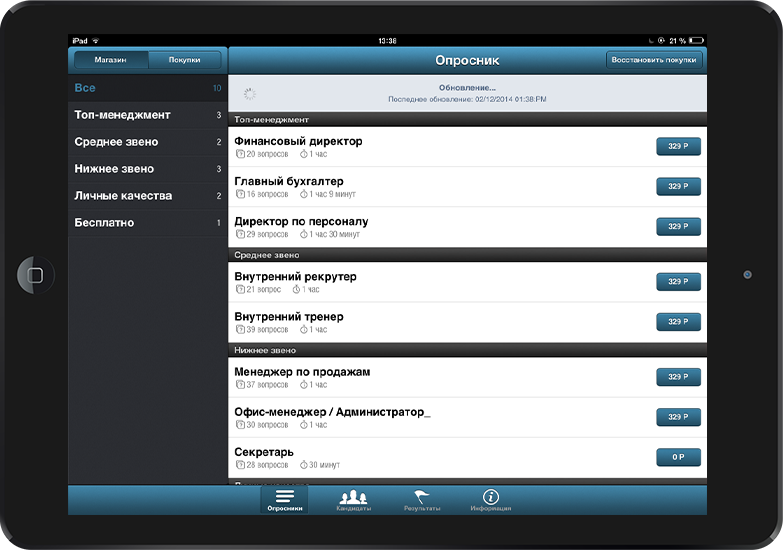 iPad
13:38
21 %
Магазин
Покупки
Опросник
Восстановить покупки
Все 10
Топ-менеджмент 3
Среднее звено 2
Нижнее звено 3
Личные качества 2
Бесплатно 1
Обновление...
Последнее обновление: 02/12/2014 01:38:PM
Топ-менеджмент
Финансовый директор
20 вопросов 1 час
329 Р
Главный бухгалтер
16 вопросов 1 час 9 минут
329 Р
Директор по персоналу
29 вопросов 1 час 30 минут
329 Р
Среднее звено
Внутренний рекрутер
21 вопрос 1 час
329 Р
Внутренний тренер
39 вопросов 1 час
329 Р
Нижнее звено
Менеджер по продажам
37 вопросов 1 час
329 Р
Офис-менеджер / Администратор_
30 вопросов 1 час
329 Р
Секретарь
28 вопросов 30 минут
0 Р
Опросники
Кандидаты
Результаты
Информация